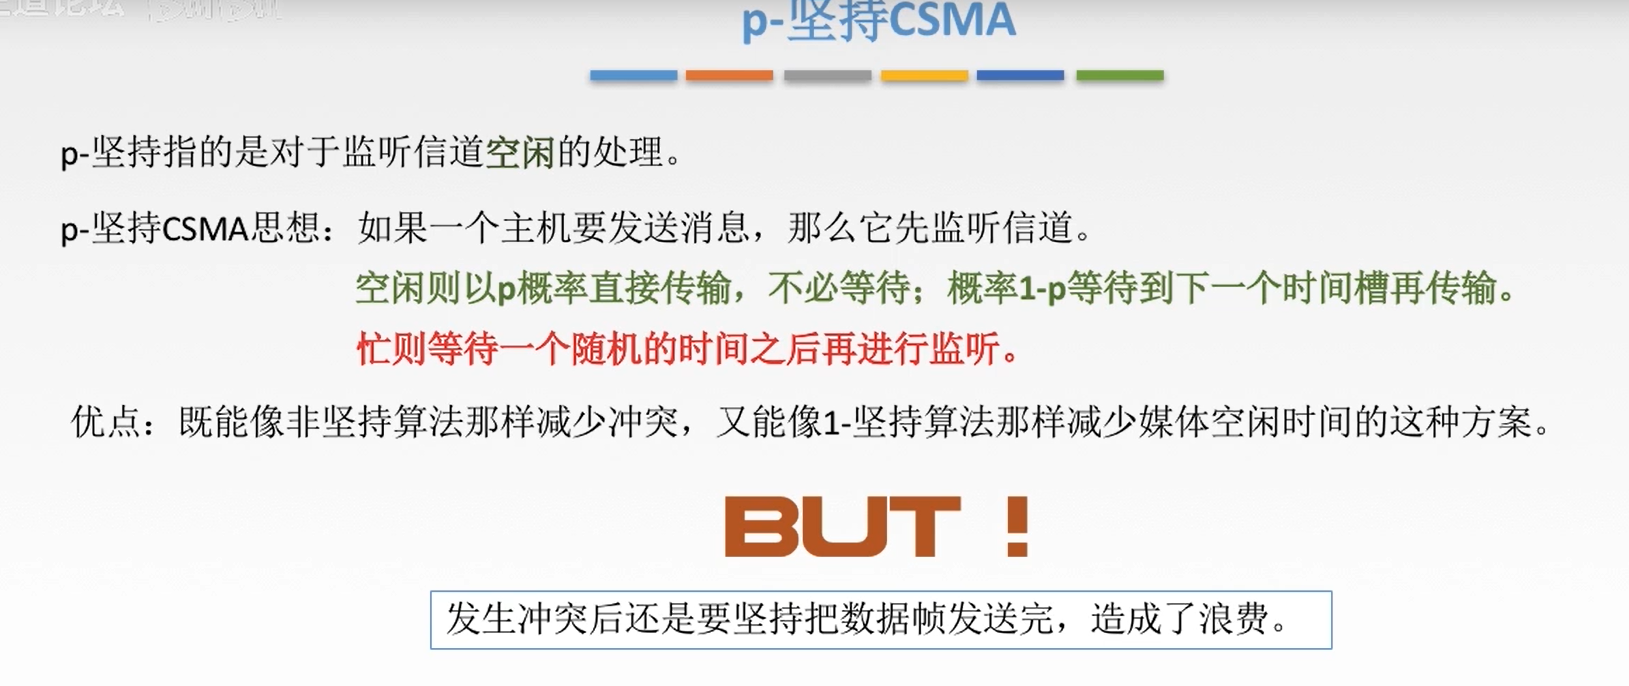 王道论坛 bilibili
p-坚持CSMA
p-坚持指的是对于监听信道空闲的处理。
p-坚持CSMA思想：如果一个主机要发送消息，那么它先监听信道。
空闲则以p概率直接传输，不必等待；概率1-p等待到下一个时间槽再传输。
忙则等待一个随机的时间之后再进行监听。
优点：既能像非坚持算法那样减少冲突，又能像1-坚持算法那样减少媒体空闲时间的这种方案。
BUT！
发生冲突后还是要坚持把数据帧发送完，造成了浪费。